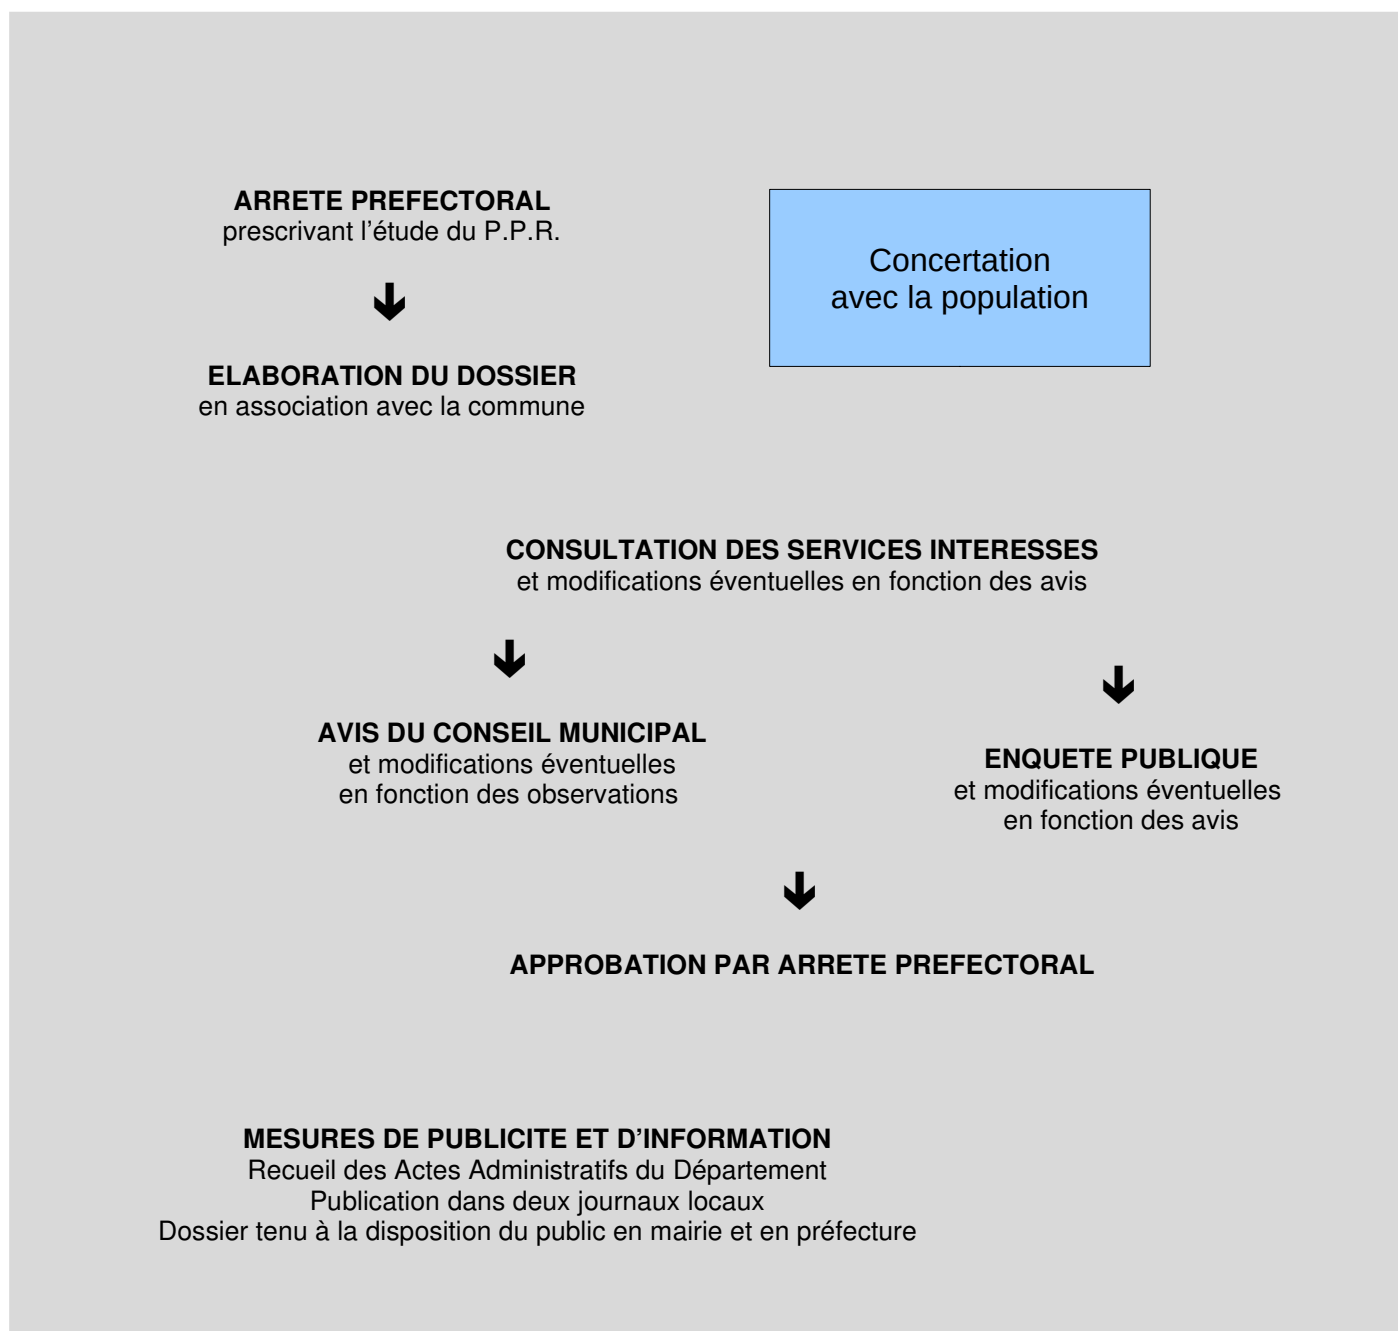 ARRETE PREFECTORAL
prescrivant l'étude du P.P.R.
Concertation
avec la population
ELABORATION DU DOSSIER
en association avec la commune
CONSULTATION DES SERVICES INTERESSES
et modifications éventuelles en fonction des avis
AVIS DU CONSEIL MUNICIPAL
et modifications éventuelles
en fonction des observations
ENQUETE PUBLIQUE
et modifications éventuelles
en fonction des avis
APPROBATION PAR ARRETE PREFECTORAL
MESURES DE PUBLICITE ET D'INFORMATION
Recueil des Actes Administratifs du Département
Publication dans deux journaux locaux
Dossier tenu à la disposition du public en mairie et en préfecture